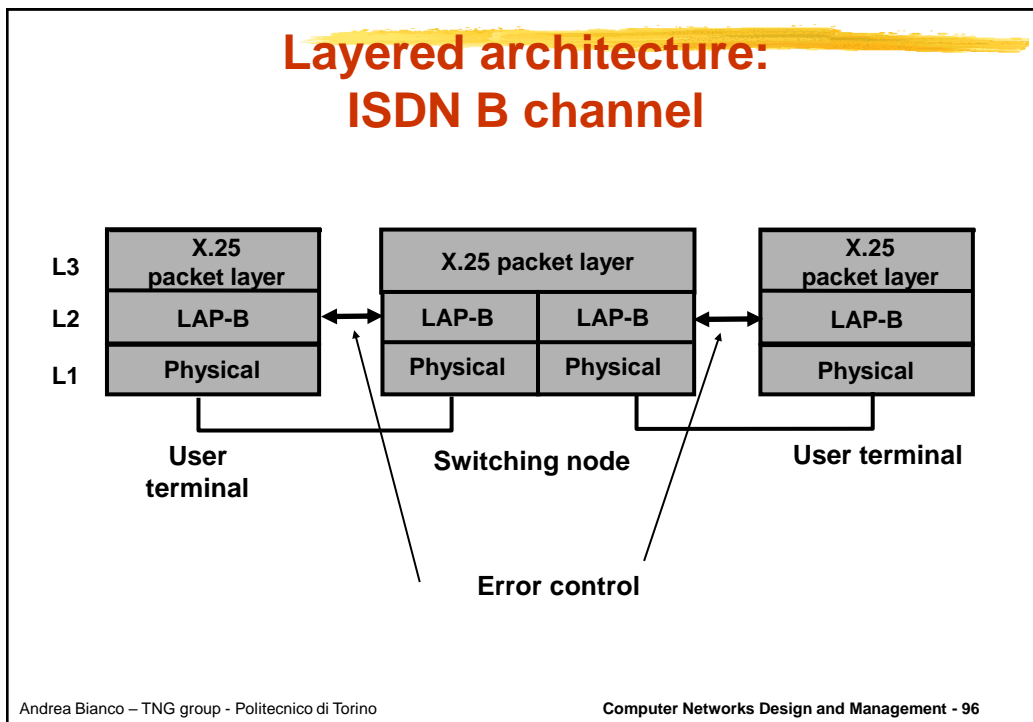 Layered architecture:
ISDN B channel
L3
X.25
packet layer
X.25 packet layer
X.25
packet layer
L2
LAP-B
LAP-B
LAP-B
LAP-B
L1
Physical
Physical
Physical
Physical
User
terminal
Switching node
User terminal
Error control
Andrea Bianco – TNG group - Politecnico di Torino
Computer Networks Design and Management - 96